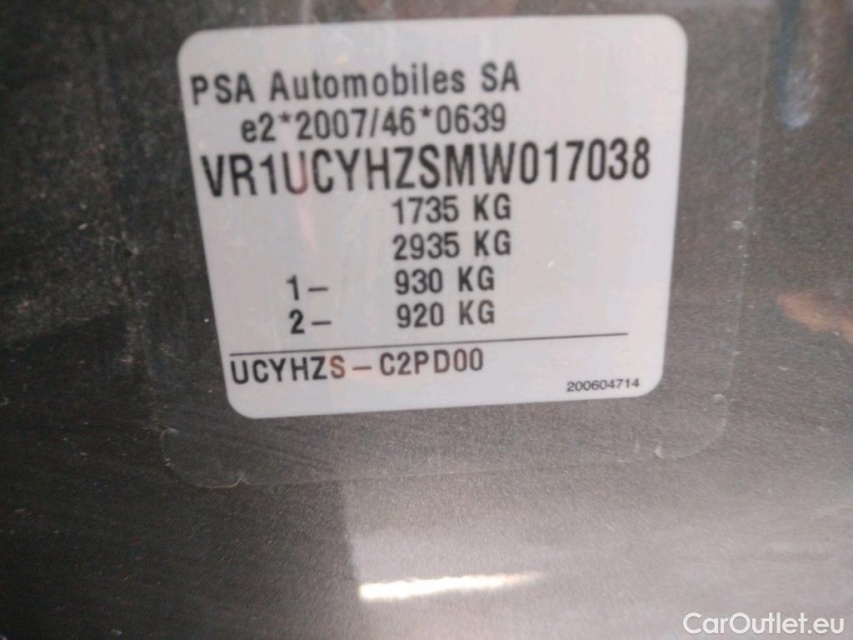 PSA Automobiles SA
e2*2007/46*0639
VR1UCYHZSMW017038
1735 KG
2935 KG
1– 930 KG
2– 920 KG
UCYHZS–C2PD00
200604714
CarOutlet.eu